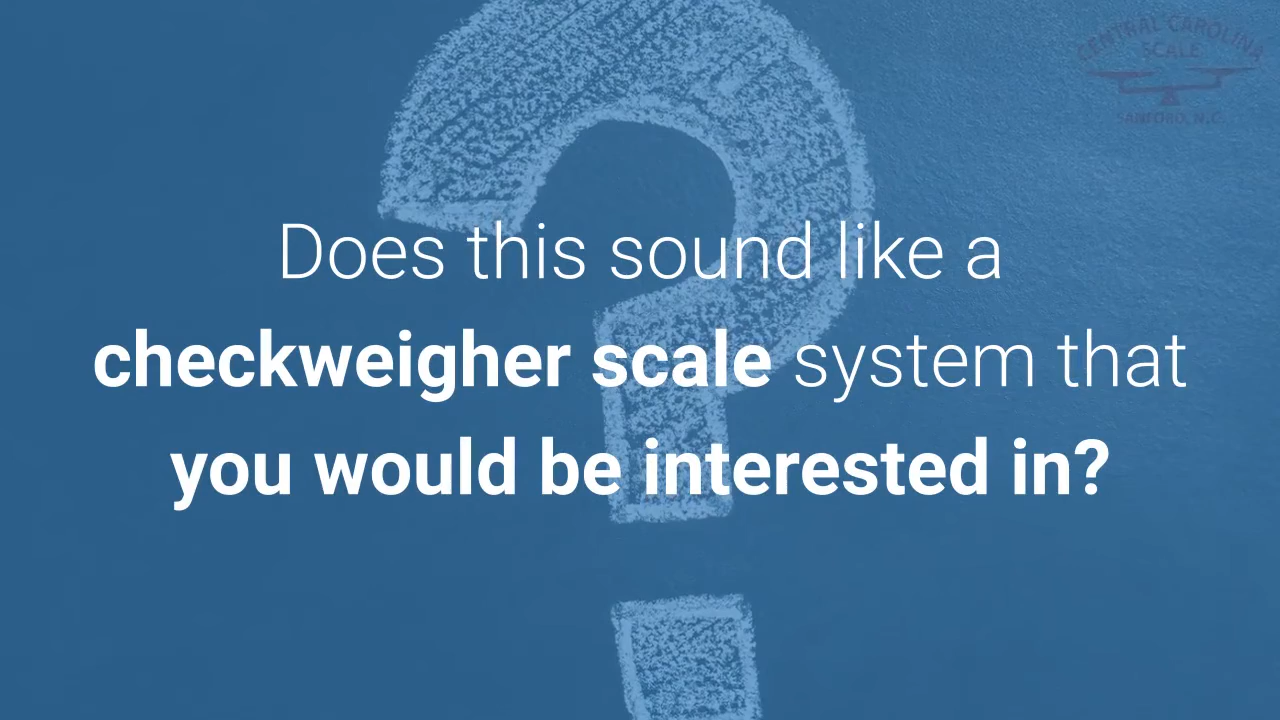 CENTRAL CAROLINA
SCALE
SANFORD, N.C.
Does this sound like a
checkweigher scale system that
you would be interested in?